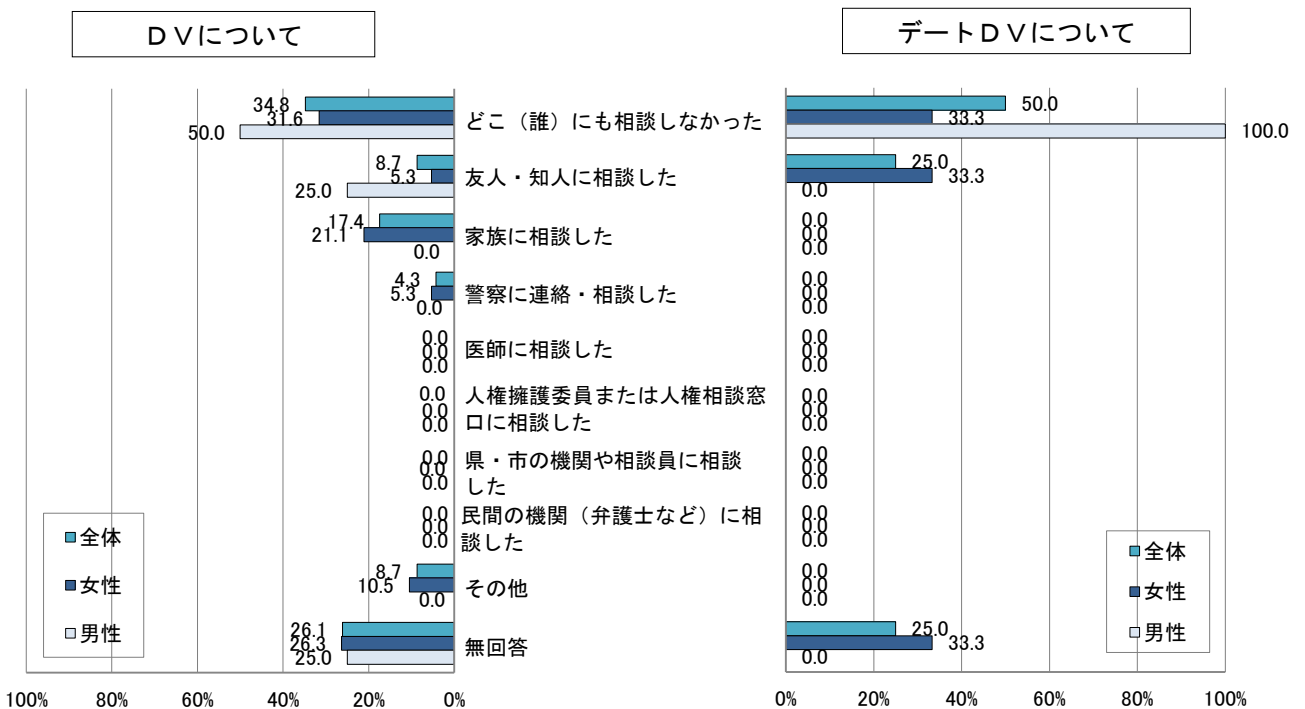 ＤＶについて
デートＤＶについて
34.8
31.6
50.0
どこ（誰）にも相談しなかった
50.0
33.3
100.0
8.7
5.3
25.0
友人・知人に相談した
25.0
33.3
0.0
17.4
21.1
0.0
家族に相談した
0.0
0.0
0.0
4.3
5.3
0.0
警察に連絡・相談した
0.0
0.0
0.0
0.0
0.0
0.0
医師に相談した
0.0
0.0
0.0
0.0
0.0
0.0
人権擁護委員または人権相談窓
口に相談した
0.0
0.0
0.0
0.0
0.0
0.0
県・市の機関や相談員に相談
した
0.0
0.0
0.0
0.0
0.0
0.0
民間の機関（弁護士など）に相
談した
0.0
0.0
0.0
8.7
10.5
0.0
その他
0.0
0.0
0.0
26.1
26.3
25.0
無回答
25.0
33.3
0.0
全体
女性
男性
全体
女性
男性
100% 80% 60% 40% 20% 0%
0% 20% 40% 60% 80% 100%